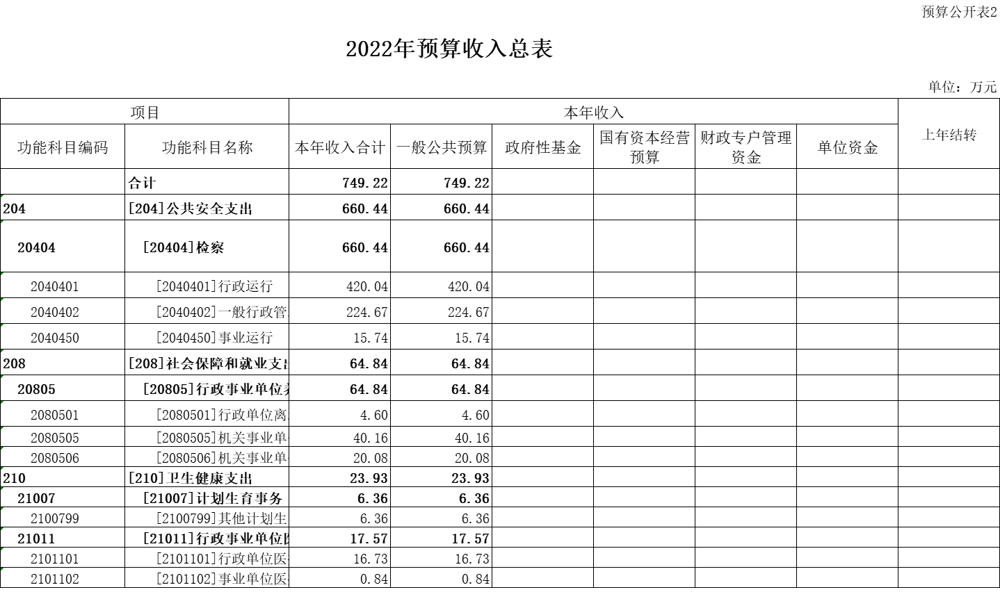 预算公开表2
2022年预算收入总表
单位：万元
项目 本年收入 上年结转
功能科目编码 功能科目名称 本年收入合计 一般公共预算 政府性基金 国有资本经营预算 财政专户管理资金 单位资金
合计 749.22 749.22
204 [204]公共安全支出 660.44 660.44
20404 [20404]检察 660.44 660.44
2040401 [2040401]行政运行 420.04 420.04
2040402 [2040402]一般行政管 224.67 224.67
2040450 [2040450]事业运行 15.74 15.74
208 [208]社会保障和就业支出 64.84 64.84
20805 [20805]行政事业单位 64.84 64.84
2080501 [2080501]行政单位离 4.60 4.60
2080505 [2080505]机关事业单 40.16 40.16
2080506 [2080506]机关事业单 20.08 20.08
210 [210]卫生健康支出 23.93 23.93
21007 [21007]计划生育事务 6.36 6.36
2100799 [2100799]其他计划生 6.36 6.36
21011 [21011]行政事业单位医 17.57 17.57
2101101 [2101101]行政单位医 16.73 16.73
2101102 [2101102]事业单位医 0.84 0.84